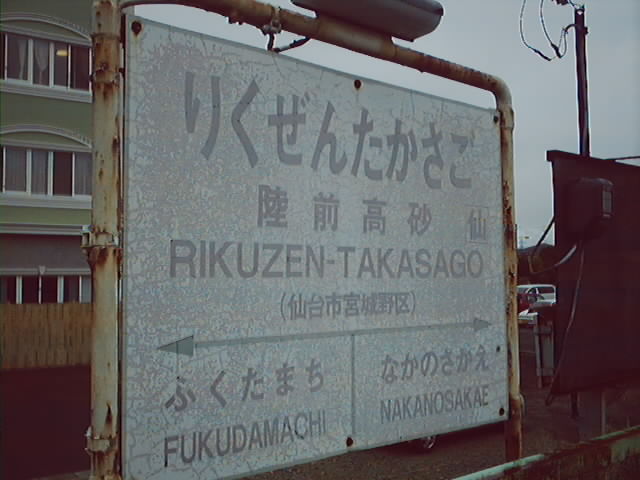 りくぜんたかさご
陸前高砂 仙
RIKUZEN-TAKASAGO
(仙台市宮城野区)
ふくたまち なかのさかえ
FUKUDAMACHI NAKANOSAKAE